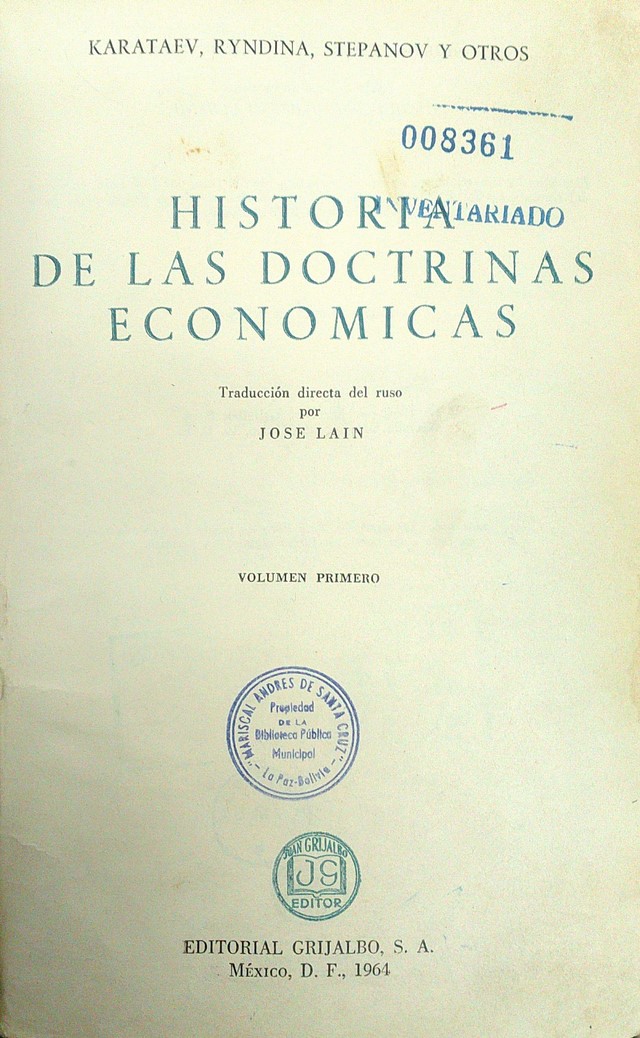 KARATAEV, RYNDINA, STEPANOV Y OTROS
008361
INVENTARIADO
HISTORIA
DE LAS DOCTRINAS
ECONOMICAS
Traducción directa del ruso
por
JOSE LAIN
VOLUMEN PRIMERO
"MARISCAL ANDRES DE SANTA CRUZ"
Propiedad
DE LA
Biblioteca Pública
Municipal
- La Paz-Bolivia -
JUAN GRIJALBO
JG
EDITOR
EDITORIAL GRIJALBO, S. A.
México, D. F., 1964